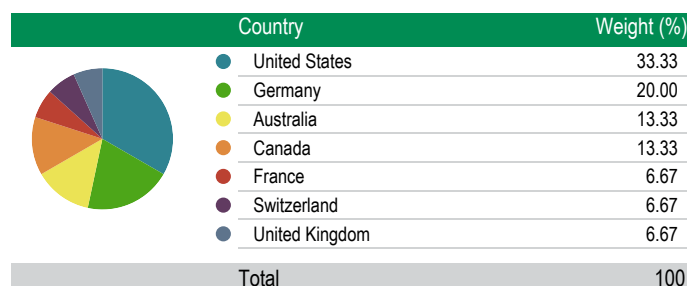 Country Weight (%)
United States 33.33
Germany 20.00
Australia 13.33
Canada 13.33
France 6.67
Switzerland 6.67
United Kingdom 6.67
Total 100